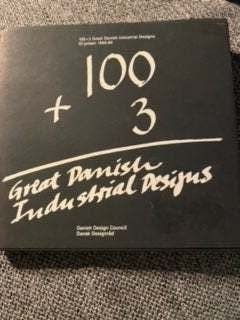 100+3 Great Danish Industrial Designs
100
+ 3
Great Danish
Industrial Designs
Danish Design Council
Dansk Designråd